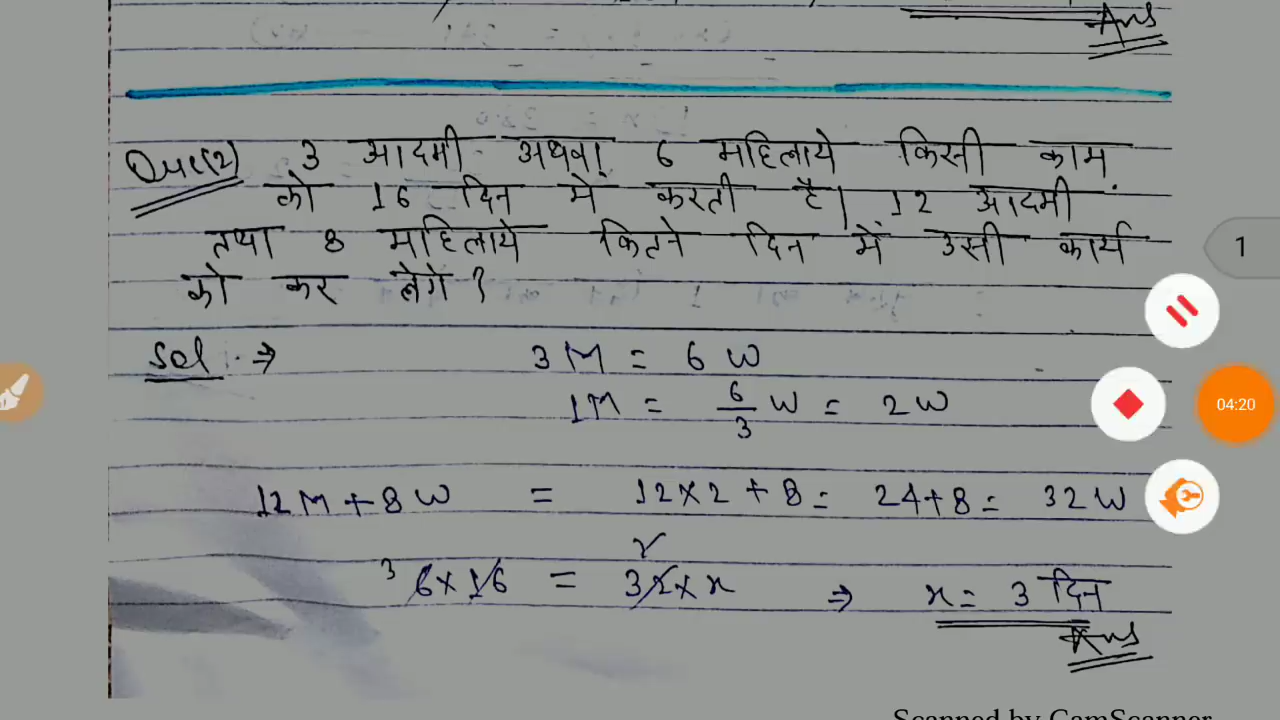 Ans
Que(2) 3 आदमी अथवा 6 महिलाये किसी काम
को 16 दिन में करती है। 12 आदमी
तथा 8 महिलाये कितने दिन में उसी कार्य
को कर लेगे ?
1
Sol ⇒ 3M = 6W
1M = 6/3 W = 2W
04:20
12M + 8W = 12×2 + 8 = 24+8 = 32W
2
3 6×16 = 32×x ⇒ x = 3 दिन
Ans
Scanned by CamScanner